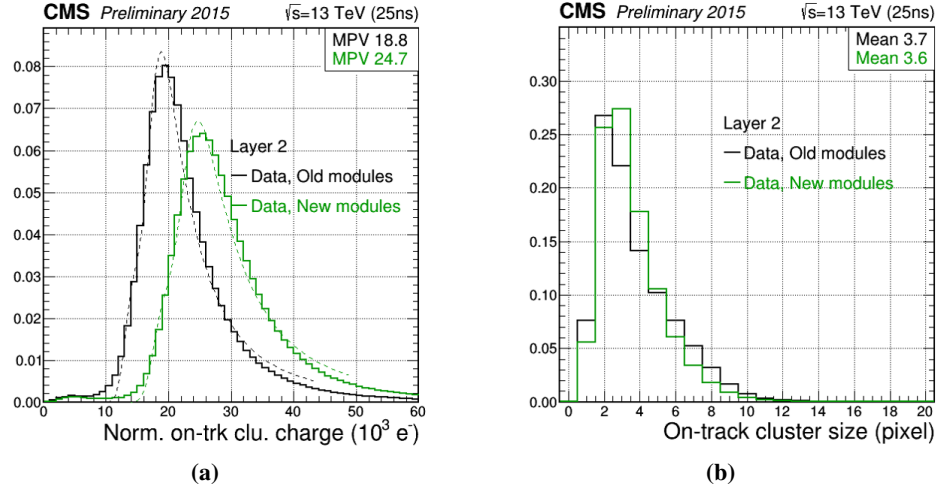 CMS Preliminary 2015 √s=13 TeV (25ns)
MPV 18.8
MPV 24.7
0.08
0.07
0.06
0.05
0.04
0.03
0.02
0.01
0.00
Layer 2
Data, Old modules
Data, New modules
0 10 20 30 40 50 60
Norm. on-trk clu. charge (10³ e⁻)
(a)
CMS Preliminary 2015 √s=13 TeV (25ns)
Mean 3.7
Mean 3.6
0.30
0.25
0.20
0.15
0.10
0.05
0.00
Layer 2
Data, Old modules
Data, New modules
0 2 4 6 8 10 12 14 16 18 20
On-track cluster size (pixel)
(b)